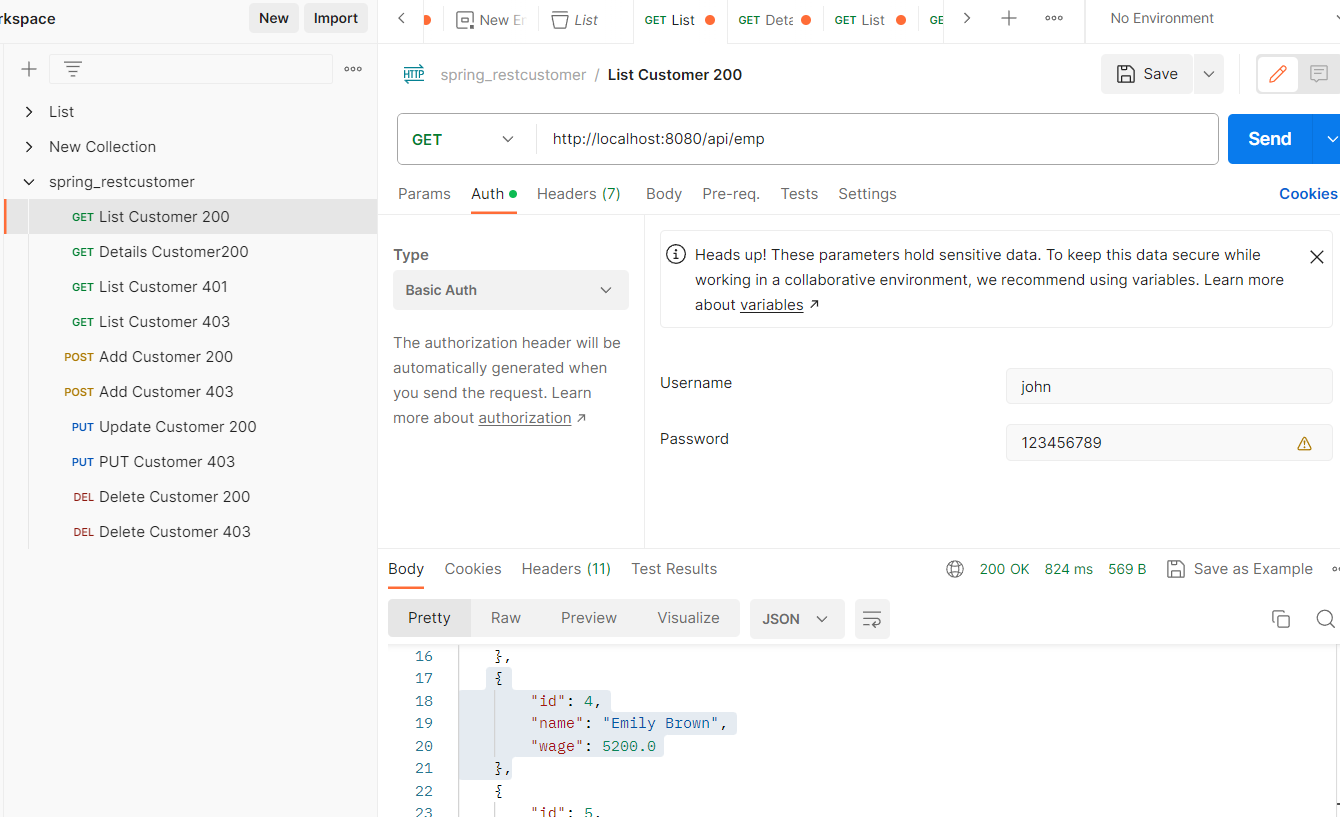 rkspace
New Import
List
New Collection
spring_restcustomer
GET List Customer 200
GET Details Customer200
GET List Customer 401
GET List Customer 403
POST Add Customer 200
POST Add Customer 403
PUT Update Customer 200
PUT PUT Customer 403
DEL Delete Customer 200
DEL Delete Customer 403
New Er List GET List GET Deta GET List GE No Environment
HTTP spring_restcustomer / List Customer 200 Save
GET http://localhost:8080/api/emp Send
Params Auth Headers (7) Body Pre-req. Tests Settings Cookies
Type
Basic Auth
The authorization header will be
automatically generated when
you send the request. Learn
more about authorization ↗
Heads up! These parameters hold sensitive data. To keep this data secure while
working in a collaborative environment, we recommend using variables. Learn more
about variables ↗
Username john
Password 123456789
Body Cookies Headers (11) Test Results 200 OK 824 ms 569 B Save as Example
Pretty Raw Preview Visualize JSON
16 },
17 {
18 "id": 4,
19 "name": "Emily Brown",
20 "wage": 5200.0
21 },
22 {
23 "id": 5,